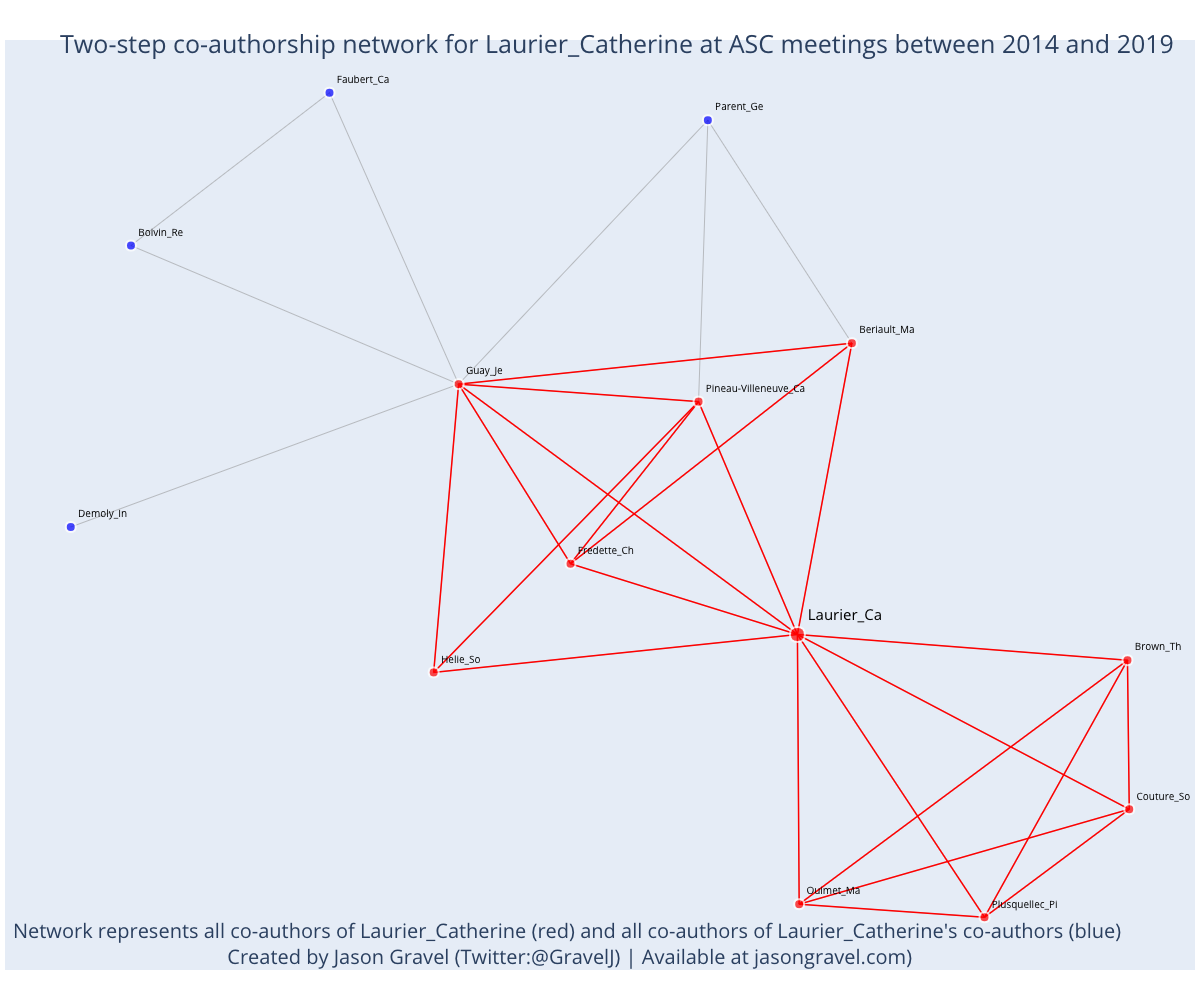 Two-step co-authorship network for Laurier_Catherine at ASC meetings between 2014 and 2019
Faubert_Ca
Parent_Ge
Boivin_Re
Beriault_Ma
Guay_Je
Pineau-Villeneuve_Ca
Demoly_In
Fredette_Ch
Laurier_Ca
Helie_So
Brown_Th
Couture_So
Ouimet_Ma
Plusquellec_Pi
Network represents all co-authors of Laurier_Catherine (red) and all co-authors of Laurier_Catherine's co-authors (blue)
Created by Jason Gravel (Twitter:@GravelJ) | Available at jasongravel.com)